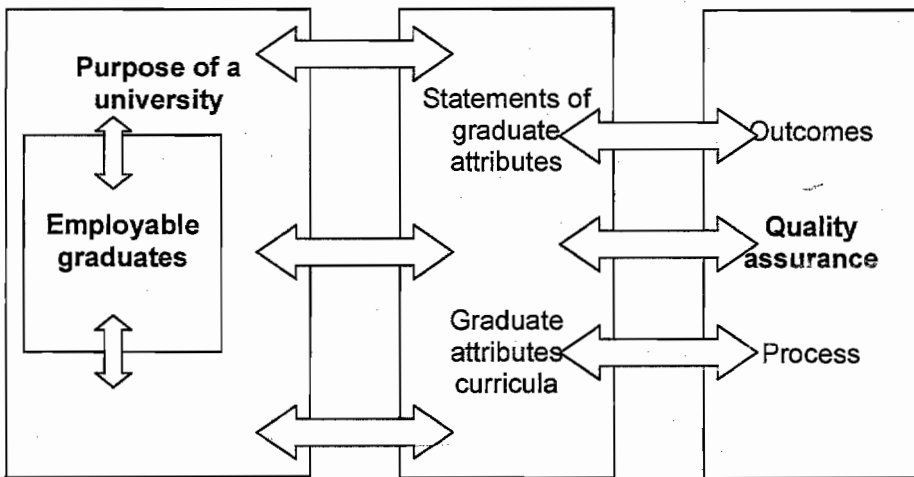 Purpose of a
university
Employable
graduates
Statements of
graduate
attributes
Graduate
attributes
curricula
Outcomes
Quality
assurance
Process